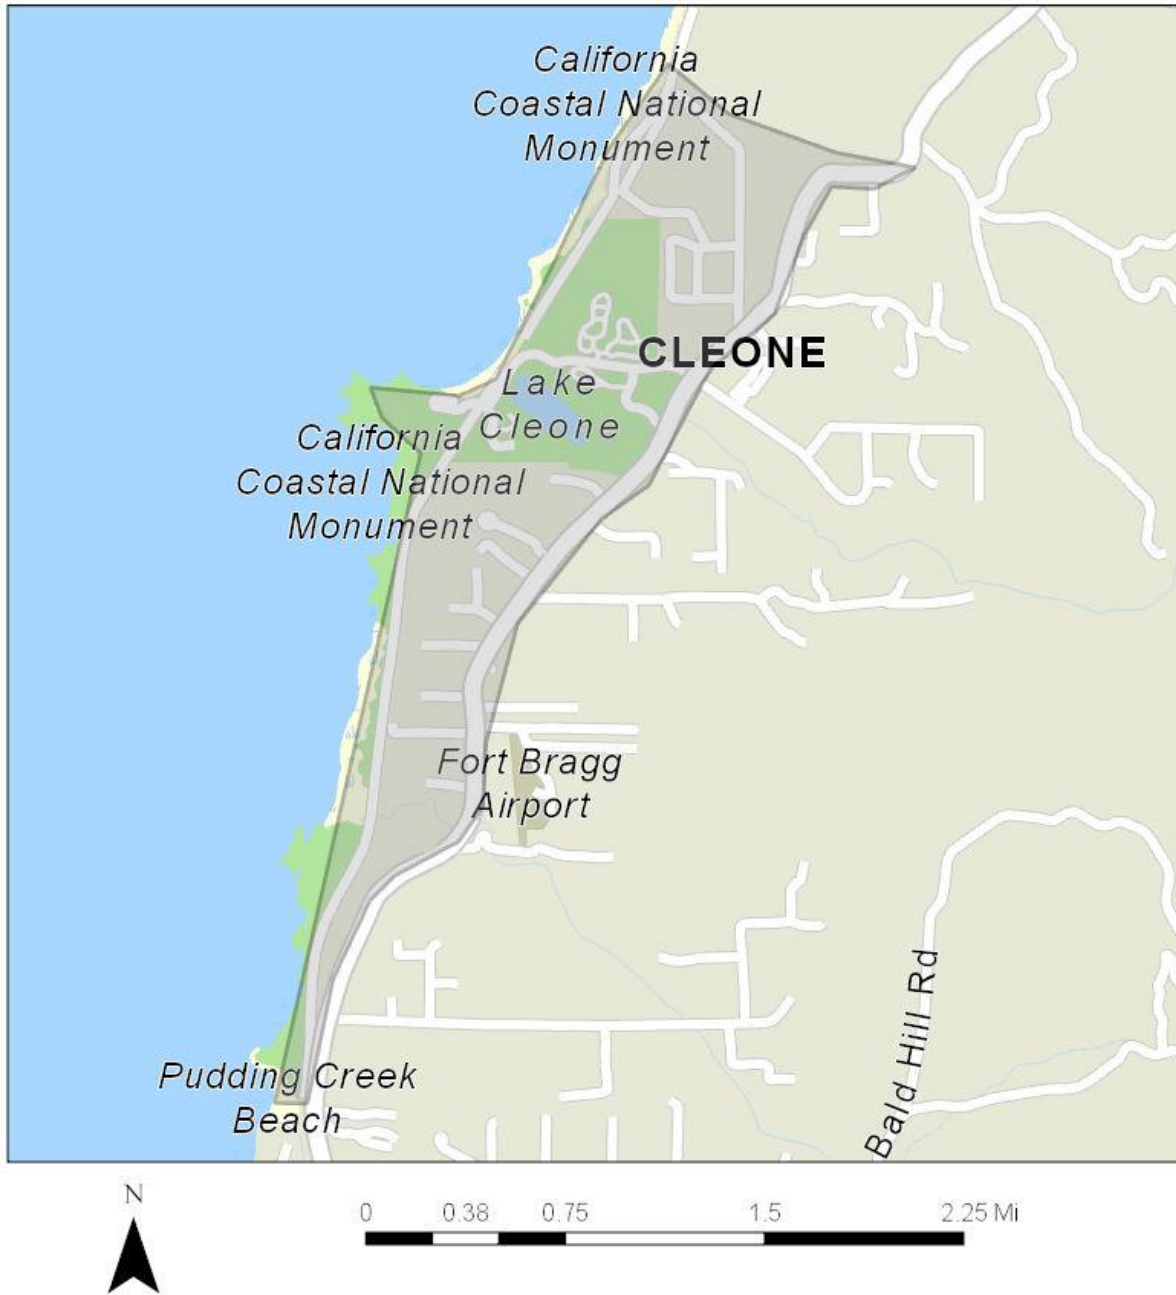 California
Coastal National
Monument
CLEONE
Lake
Cleone
California
Coastal National
Monument
Fort Bragg
Airport
Bald Hill Rd
Pudding Creek
Beach
N
0 0.38 0.75 1.5 2.25 Mi